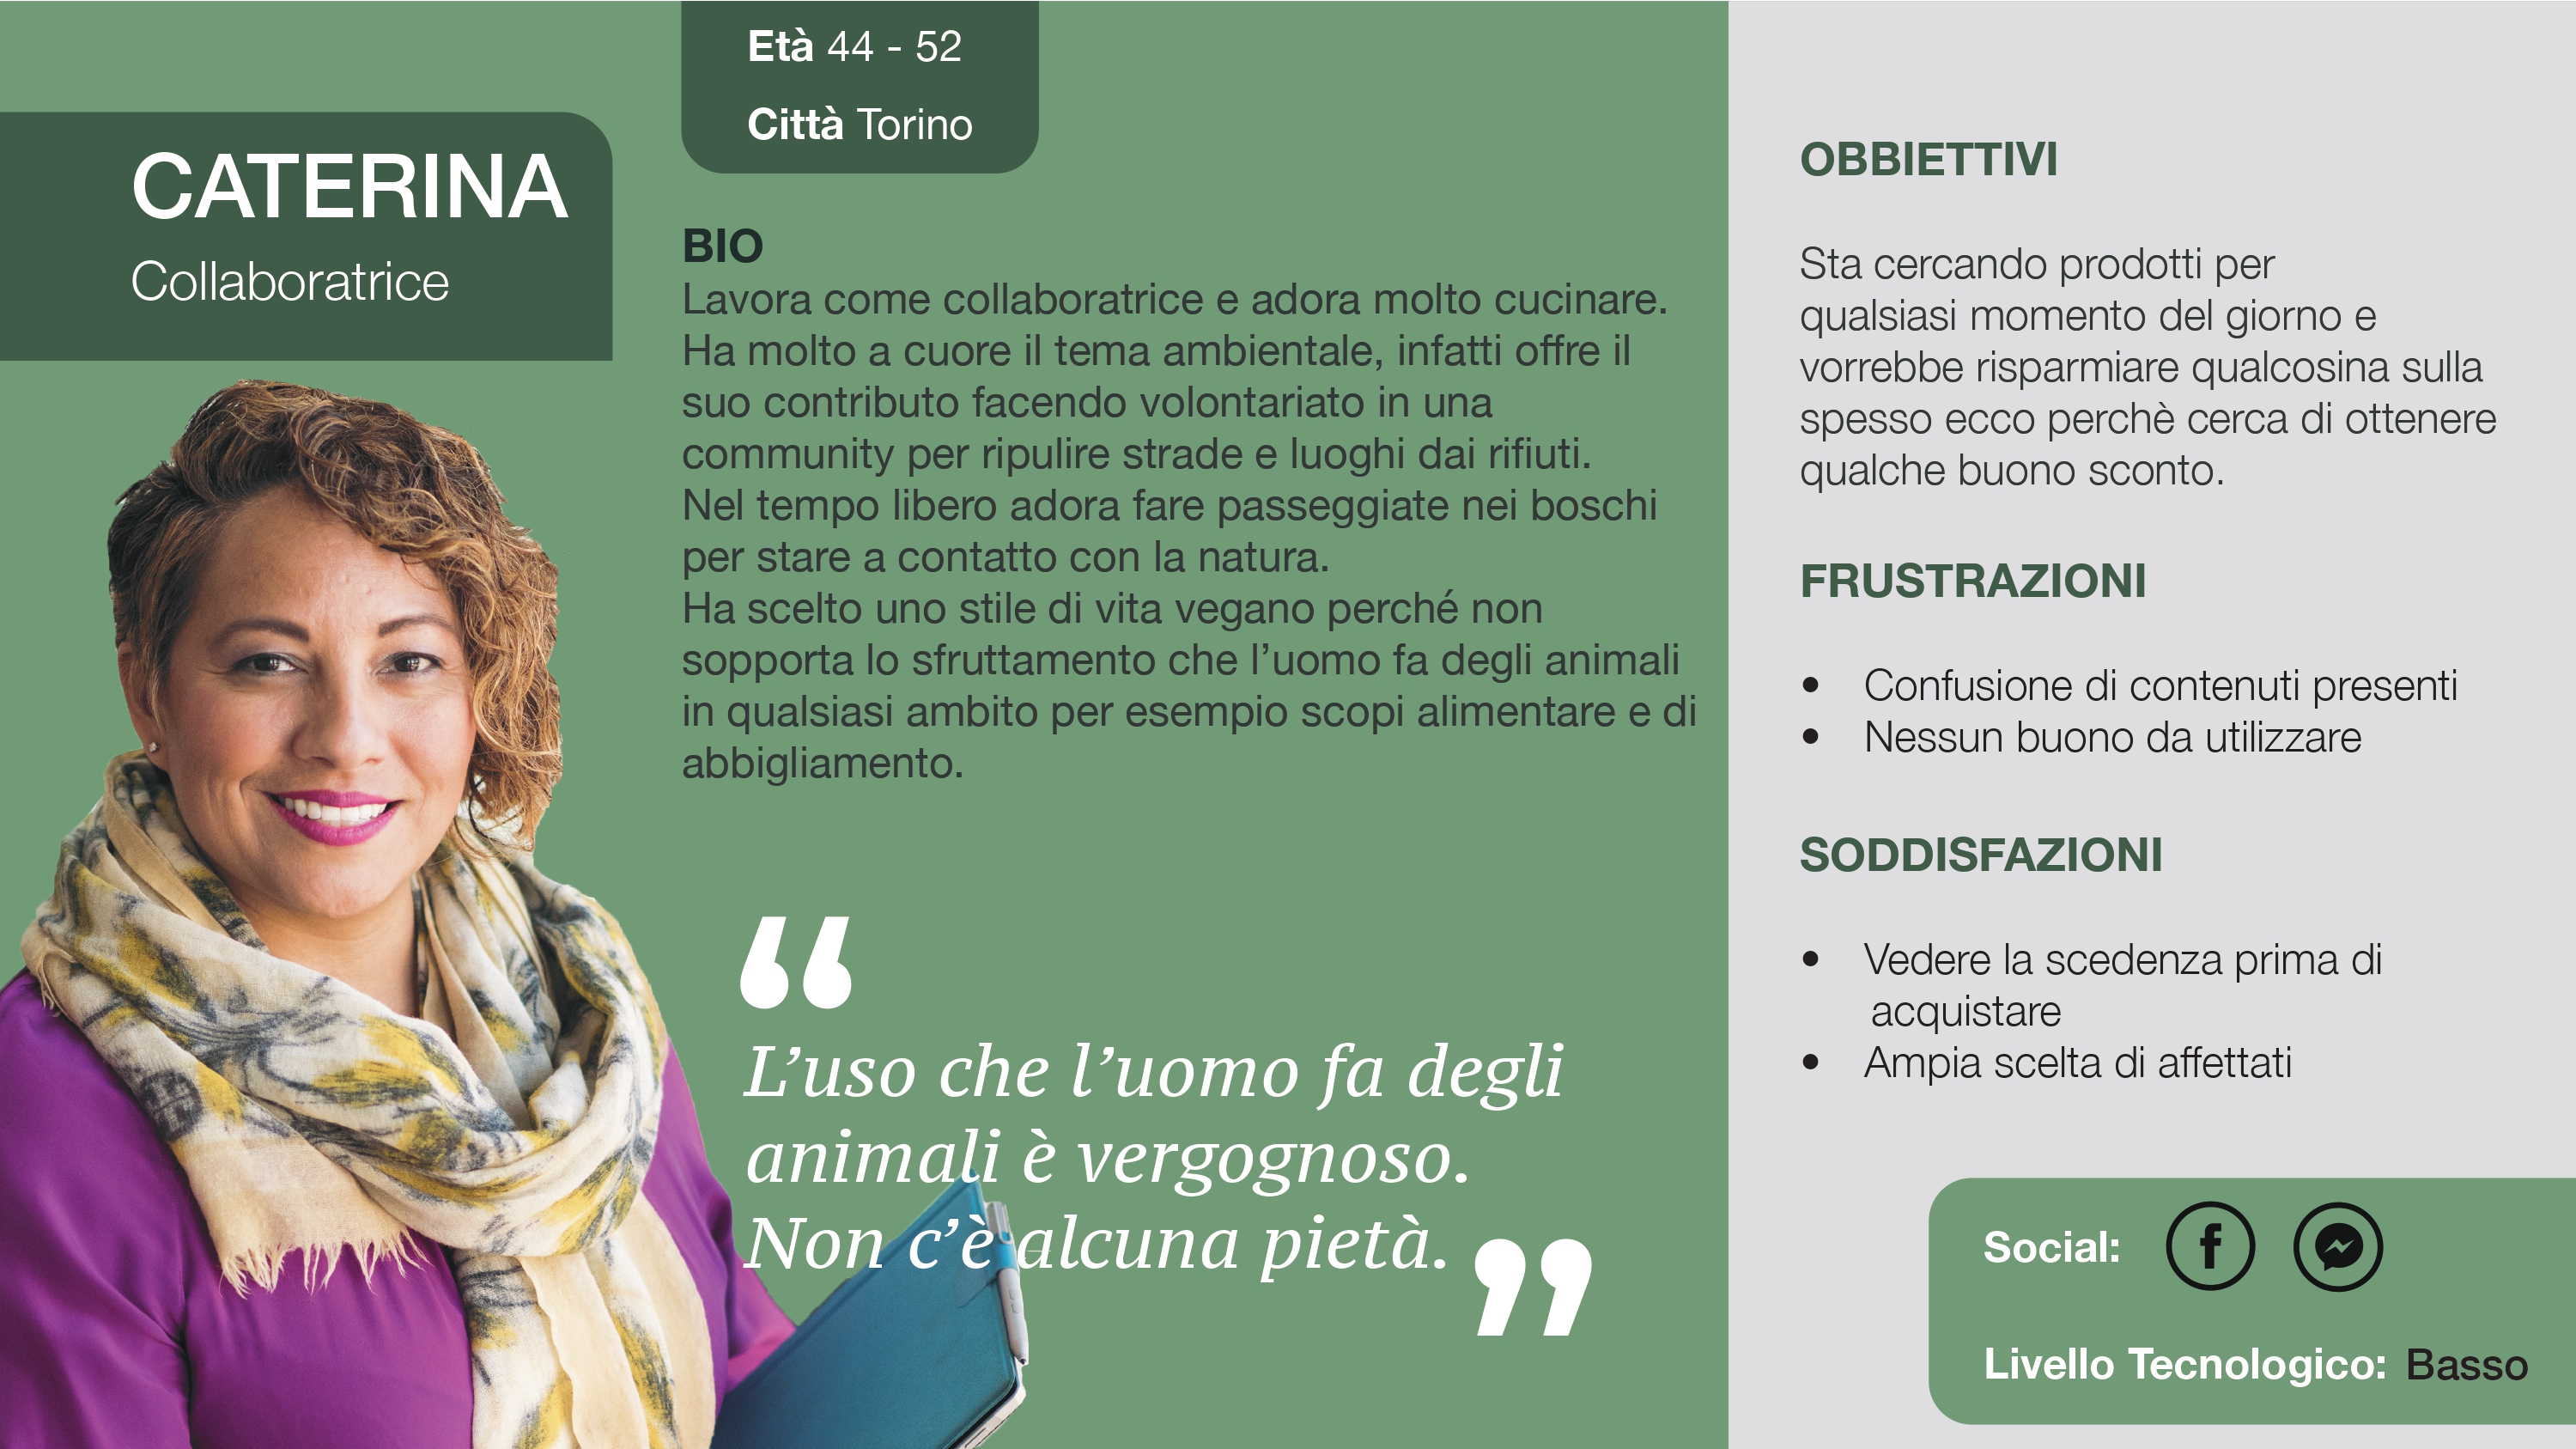 Età 44 - 52
Città Torino
CATERINA
Collaboratrice
BIO
Lavora come collaboratrice e adora molto cucinare.
Ha molto a cuore il tema ambientale, infatti offre il
suo contributo facendo volontariato in una
community per ripulire strade e luoghi dai rifiuti.
Nel tempo libero adora fare passeggiate nei boschi
per stare a contatto con la natura.
Ha scelto uno stile di vita vegano perché non
sopporta lo sfruttamento che l’uomo fa degli animali
in qualsiasi ambito per esempio scopi alimentare e di
abbigliamento.
“
L’uso che l’uomo fa degli
animali è vergognoso.
Non c’è alcuna pietà. ”
OBBIETTIVI
Sta cercando prodotti per
qualsiasi momento del giorno e
vorrebbe risparmiare qualcosina sulla
spesso ecco perchè cerca di ottenere
qualche buono sconto.
FRUSTRAZIONI
• Confusione di contenuti presenti
• Nessun buono da utilizzare
SODDISFAZIONI
• Vedere la scedenza prima di
acquistare
• Ampia scelta di affettati
Social: f
Livello Tecnologico: Basso